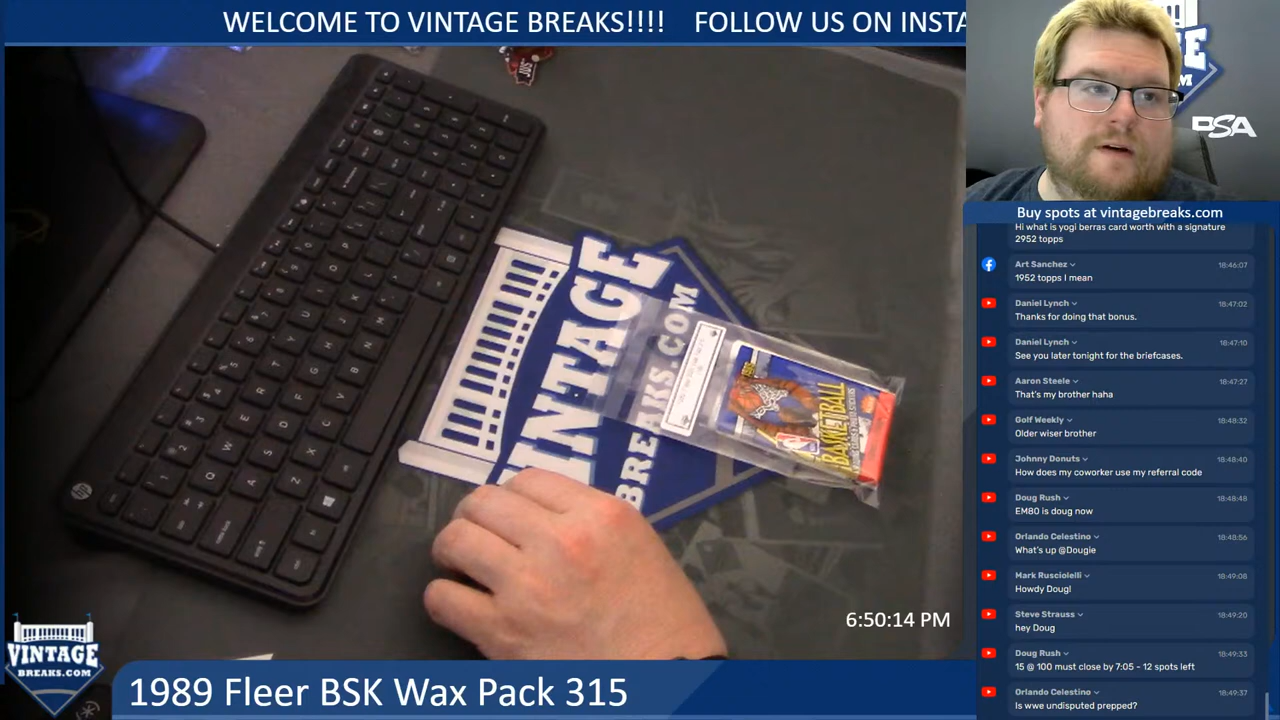 WELCOME TO VINTAGE BREAKS!!!! FOLLOW US ON INSTA
VINTAGE
BREAKS.COM
BASKETBALL
NBA
hp
6:50:14 PM
VINTAGE
BREAKS.COM
1989 Fleer BSK Wax Pack 315
PSA
Buy spots at vintagebreaks.com
Hi what is yogi berras card worth with a signature
2952 topps
Art Sanchez 18:46:07
1952 topps I mean
Daniel Lynch 18:47:02
Thanks for doing that bonus.
Daniel Lynch 18:47:10
See you later tonight for the briefcases.
Aaron Steele 18:47:27
That's my brother haha
Golf Weekly 18:48:32
Older wiser brother
Johnny Donuts 18:48:40
How does my coworker use my referral code
Doug Rush 18:48:48
EM80 is doug now
Orlando Celestino 18:48:56
What's up @Dougie
Mark Rusciolelli 18:49:08
Howdy Doug!
Steve Strauss 18:49:20
hey Doug
Doug Rush 18:49:33
15 @ 100 must close by 7:05 - 12 spots left
Orlando Celestino 18:49:37
Is wwe undisputed prepped?